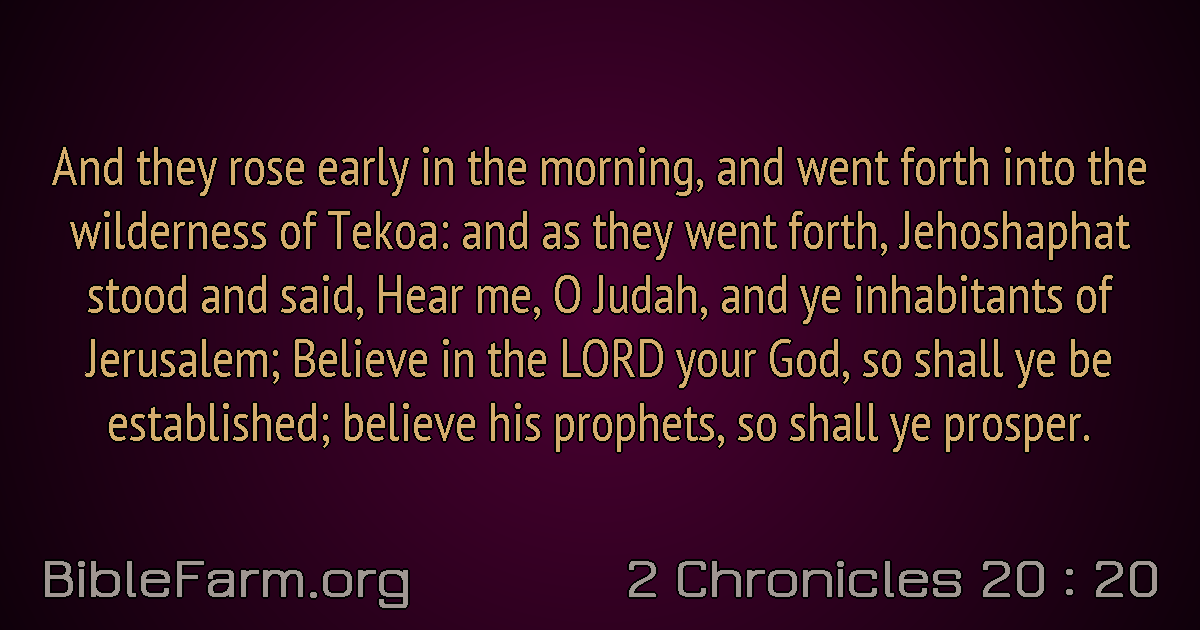 And they rose early in the morning, and went forth into the
wilderness of Tekoa: and as they went forth, Jehoshaphat
stood and said, Hear me, O Judah, and ye inhabitants of
Jerusalem; Believe in the LORD your God, so shall ye be
established; believe his prophets, so shall ye prosper.
BibleFarm.org
2 Chronicles 20 : 20